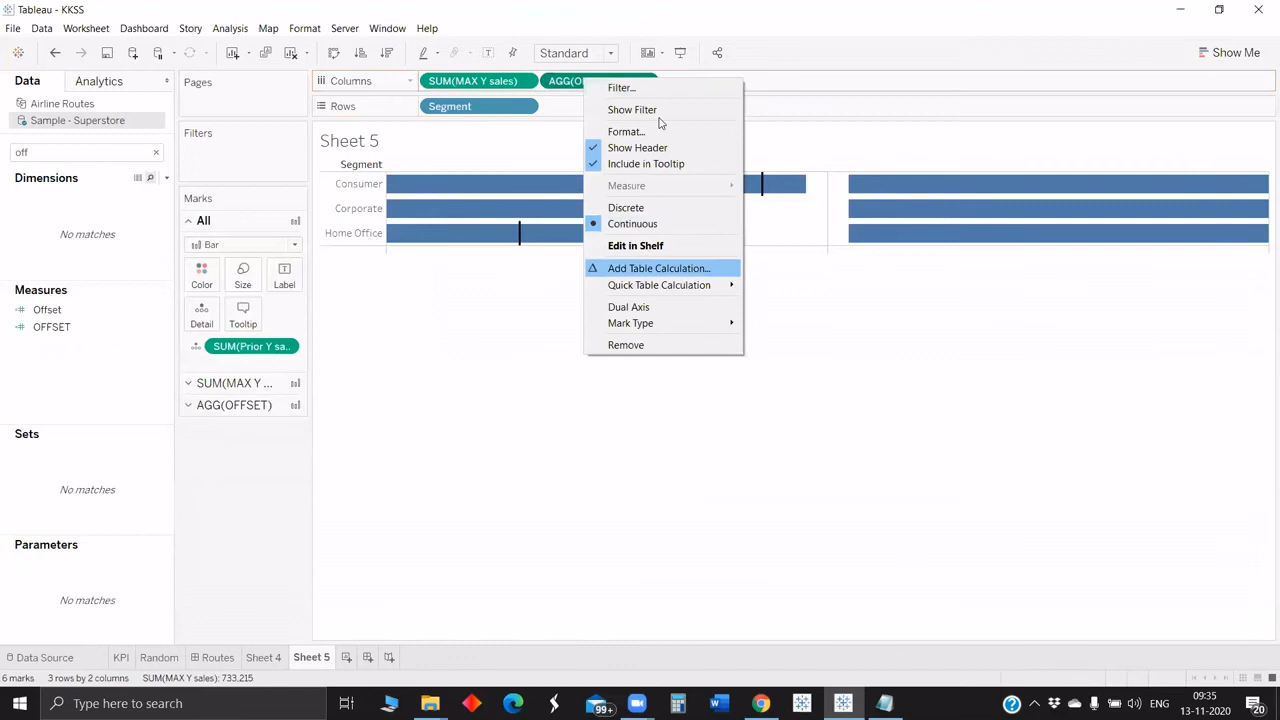 Tableau - KKSS
File Data Worksheet Dashboard Story Analysis Map Format Server Window Help
Standard
Show Me
Data Analytics
Airline Routes
Sample - Superstore
off
Dimensions
No matches
Measures
Offset
OFFSET
Sets
No matches
Parameters
No matches
Pages
Filters
Marks
All
Bar
Color Size Label
Detail Tooltip
SUM(Prior Y sa..
SUM(MAX Y ...
AGG(OFFSET)
Columns SUM(MAX Y sales)
Rows Segment
Sheet 5
Segment
Consumer
Corporate
Home Office
Filter...
Show Filter
Format...
Show Header
Include in Tooltip
Measure
Discrete
Continuous
Edit in Shelf
Add Table Calculation...
Quick Table Calculation
Dual Axis
Mark Type
Remove
Data Source KPI Random Routes Sheet 4 Sheet 5
6 marks 3 rows by 2 columns SUM(MAX Y sales): 733,215
Type here to search
99+
ENG
09:35
13-11-2020
20